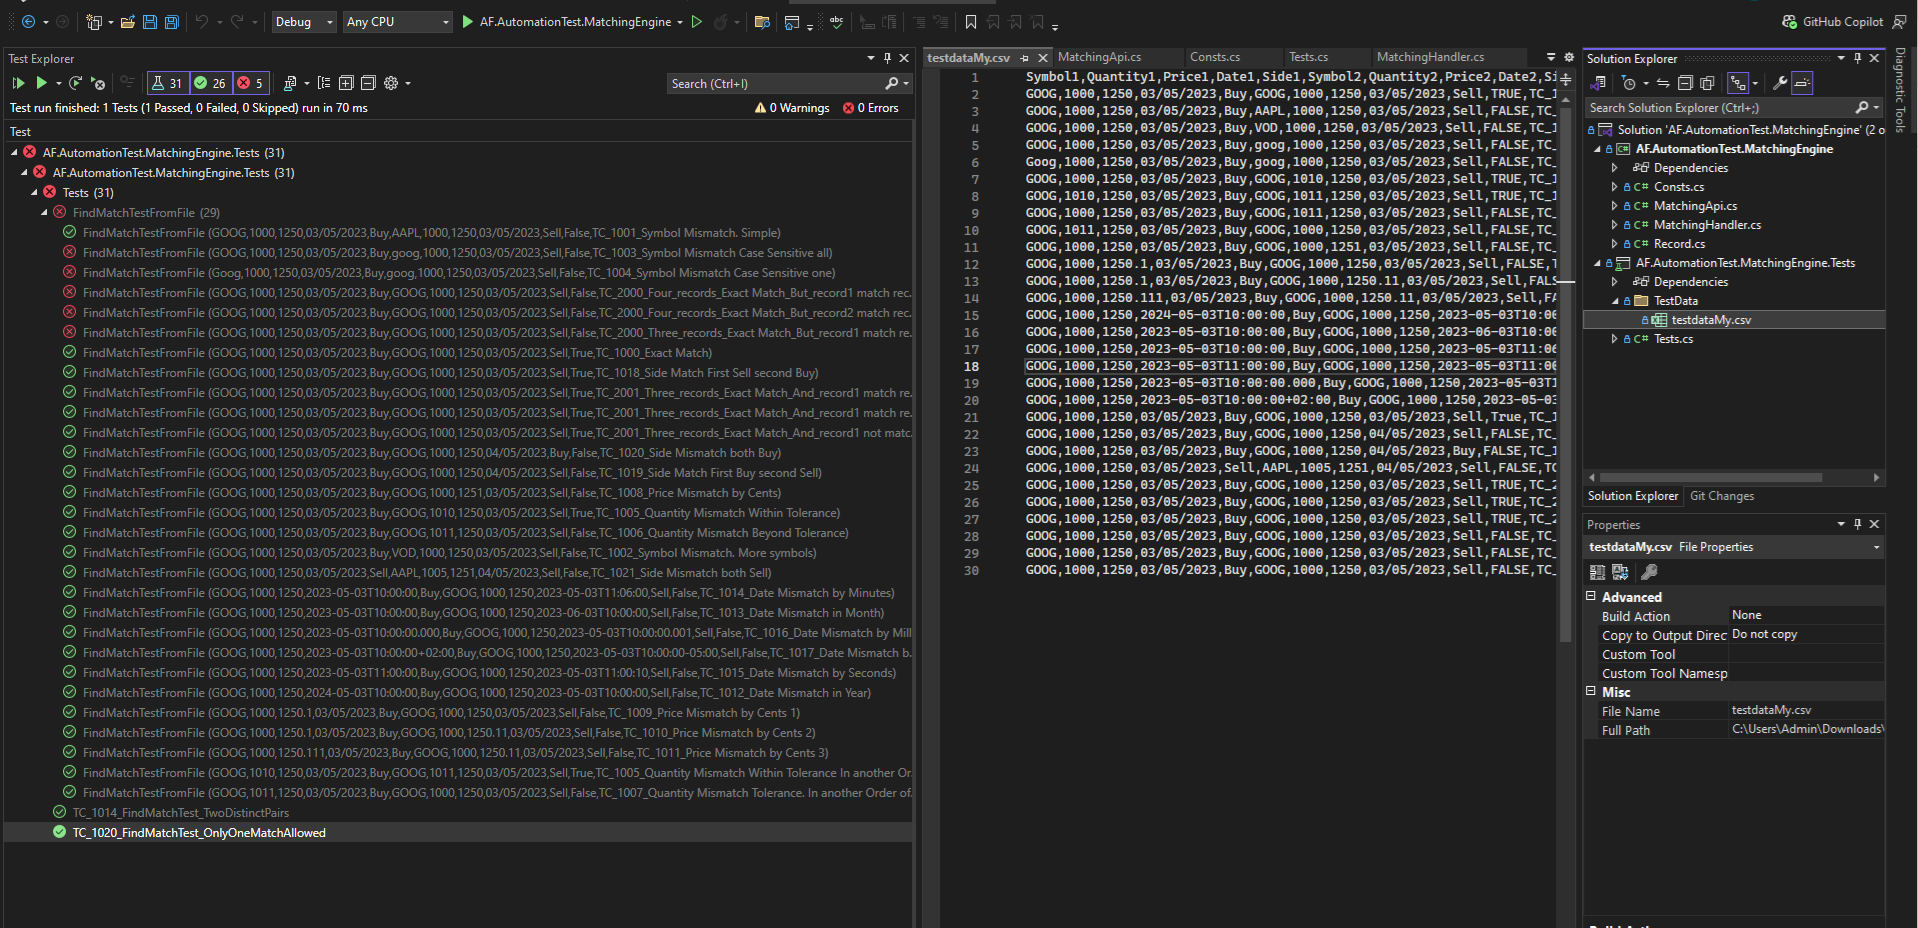 Debug
Any CPU
AF.AutomationTest.MatchingEngine
GitHub Copilot
Test Explorer
31
26
5
Search (Ctrl+I)
Test run finished: 1 Tests (1 Passed, 0 Failed, 0 Skipped) run in 70 ms
0 Warnings
0 Errors
Test
AF.AutomationTest.MatchingEngine.Tests (31)
AF.AutomationTest.MatchingEngine.Tests (31)
Tests (31)
FindMatchTestFromFile (29)
FindMatchTestFromFile (GOOG,1000,1250,03/05/2023,Buy,AAPL,1000,1250,03/05/2023,Sell,False,TC_1001_Symbol Mismatch. Simple)
FindMatchTestFromFile (GOOG,1000,1250,03/05/2023,Buy,goog,1000,1250,03/05/2023,Sell,False,TC_1003_Symbol Mismatch Case Sensitive all)
FindMatchTestFromFile (Goog,1000,1250,03/05/2023,Buy,goog,1000,1250,03/05/2023,Sell,False,TC_1004_Symbol Mismatch Case Sensitive one)
FindMatchTestFromFile (GOOG,1000,1250,03/05/2023,Buy,GOOG,1000,1250,03/05/2023,Sell,False,TC_2000_Four_records_Exact Match_But_record1 match rec...
FindMatchTestFromFile (GOOG,1000,1250,03/05/2023,Buy,GOOG,1000,1250,03/05/2023,Sell,False,TC_2000_Four_records_Exact Match_But_record2 match rec...
FindMatchTestFromFile (GOOG,1000,1250,03/05/2023,Buy,GOOG,1000,1250,03/05/2023,Sell,False,TC_2000_Three_records_Exact Match_But_record1 match re...
FindMatchTestFromFile (GOOG,1000,1250,03/05/2023,Buy,GOOG,1000,1250,03/05/2023,Sell,True,TC_1000_Exact Match)
FindMatchTestFromFile (GOOG,1000,1250,03/05/2023,Buy,GOOG,1000,1250,03/05/2023,Sell,True,TC_1018_Side Match First Sell second Buy)
FindMatchTestFromFile (GOOG,1000,1250,03/05/2023,Buy,GOOG,1000,1250,03/05/2023,Sell,True,TC_2001_Three_records_Exact Match_And_record1 match re...
FindMatchTestFromFile (GOOG,1000,1250,03/05/2023,Buy,GOOG,1000,1250,03/05/2023,Sell,True,TC_2001_Three_records_Exact Match_And_record1 match re...
FindMatchTestFromFile (GOOG,1000,1250,03/05/2023,Buy,GOOG,1000,1250,03/05/2023,Sell,True,TC_2001_Three_records_Exact Match_And_record1 not matc...
FindMatchTestFromFile (GOOG,1000,1250,03/05/2023,Buy,GOOG,1000,1250,04/05/2023,Buy,False,TC_1020_Side Mismatch both Buy)
FindMatchTestFromFile (GOOG,1000,1250,03/05/2023,Buy,GOOG,1000,1250,04/05/2023,Sell,False,TC_1019_Side Match First Buy second Sell)
FindMatchTestFromFile (GOOG,1000,1250,03/05/2023,Buy,GOOG,1000,1251,03/05/2023,Sell,False,TC_1008_Price Mismatch by Cents)
FindMatchTestFromFile (GOOG,1000,1250,03/05/2023,Buy,GOOG,1010,1250,03/05/2023,Sell,True,TC_1005_Quantity Mismatch Within Tolerance)
FindMatchTestFromFile (GOOG,1000,1250,03/05/2023,Buy,GOOG,1011,1250,03/05/2023,Sell,False,TC_1006_Quantity Mismatch Beyond Tolerance)
FindMatchTestFromFile (GOOG,1000,1250,03/05/2023,Buy,VOD,1000,1250,03/05/2023,Sell,False,TC_1002_Symbol Mismatch. More symbols)
FindMatchTestFromFile (GOOG,1000,1250,03/05/2023,Sell,AAPL,1005,1251,04/05/2023,Sell,False,TC_1021_Side Mismatch both Sell)
FindMatchTestFromFile (GOOG,1000,1250,2023-05-03T10:00:00,Buy,GOOG,1000,1250,2023-05-03T11:06:00,Sell,False,TC_1014_Date Mismatch by Minutes)
FindMatchTestFromFile (GOOG,1000,1250,2023-05-03T10:00:00,Buy,GOOG,1000,1250,2023-06-03T10:00:00,Sell,False,TC_1013_Date Mismatch in Month)
FindMatchTestFromFile (GOOG,1000,1250,2023-05-03T10:00:00.000,Buy,GOOG,1000,1250,2023-05-03T10:00:00.001,Sell,False,TC_1016_Date Mismatch by Mill
FindMatchTestFromFile (GOOG,1000,1250,2023-05-03T10:00:00+02:00,Buy,GOOG,1000,1250,2023-05-03T10:00:00-05:00,Sell,False,TC_1017_Date Mismatch b...
FindMatchTestFromFile (GOOG,1000,1250,2023-05-03T11:00:00,Buy,GOOG,1000,1250,2023-05-03T11:00:10,Sell,False,TC_1015_Date Mismatch by Seconds)
FindMatchTestFromFile (GOOG,1000,1250,2024-05-03T10:00:00,Buy,GOOG,1000,1250,2023-05-03T10:00:00,Sell,False,TC_1012_Date Mismatch in Year)
FindMatchTestFromFile (GOOG,1000,1250.1,03/05/2023,Buy,GOOG,1000,1250,03/05/2023,Sell,False,TC_1009_Price Mismatch by Cents 1)
FindMatchTestFromFile (GOOG,1000,1250.1,03/05/2023,Buy,GOOG,1000,1250.11,03/05/2023,Sell,False,TC_1010_Price Mismatch by Cents 2)
FindMatchTestFromFile (GOOG,1000,1250.111,03/05/2023,Buy,GOOG,1000,1250.11,03/05/2023,Sell,False,TC_1011_Price Mismatch by Cents 3)
FindMatchTestFromFile (GOOG,1010,1250,03/05/2023,Buy,GOOG,1011,1250,03/05/2023,Sell,True,TC_1005_Quantity Mismatch Within Tolerance In another Or...
FindMatchTestFromFile (GOOG,1011,1250,03/05/2023,Buy,GOOG,1000,1250,03/05/2023,Sell,False,TC_1007_Quantity Mismatch Tolerance. In another Order of...
TC_1014_FindMatchTest_TwoDistinctPairs
TC_1020_FindMatchTest_OnlyOneMatchAllowed
testdataMy.csv
MatchingApi.cs
Consts.cs
Tests.cs
MatchingHandler.cs
1 Symbol1,Quantity1,Price1,Date1,Side1,Symbol2,Quantity2,Price2,Date2,Si
2 GOOG,1000,1250,03/05/2023,Buy,GOOG,1000,1250,03/05/2023,Sell,TRUE,TC_1
3 GOOG,1000,1250,03/05/2023,Buy,AAPL,1000,1250,03/05/2023,Sell,FALSE,TC_
4 GOOG,1000,1250,03/05/2023,Buy,VOD,1000,1250,03/05/2023,Sell,FALSE,TC_1
5 GOOG,1000,1250,03/05/2023,Buy,goog,1000,1250,03/05/2023,Sell,FALSE,TC_
6 Goog,1000,1250,03/05/2023,Buy,goog,1000,1250,03/05/2023,Sell,FALSE,TC_
7 GOOG,1000,1250,03/05/2023,Buy,GOOG,1010,1250,03/05/2023,Sell,TRUE,TC_1
8 GOOG,1010,1250,03/05/2023,Buy,GOOG,1011,1250,03/05/2023,Sell,TRUE,TC_1
9 GOOG,1000,1250,03/05/2023,Buy,GOOG,1011,1250,03/05/2023,Sell,FALSE,TC_
10 GOOG,1011,1250,03/05/2023,Buy,GOOG,1000,1250,03/05/2023,Sell,FALSE,TC_
11 GOOG,1000,1250,03/05/2023,Buy,GOOG,1000,1251,03/05/2023,Sell,FALSE,TC_
12 GOOG,1000,1250.1,03/05/2023,Buy,GOOG,1000,1250,03/05/2023,Sell,FALSE,T
13 GOOG,1000,1250.1,03/05/2023,Buy,GOOG,1000,1250.11,03/05/2023,Sell,FALS
14 GOOG,1000,1250.111,03/05/2023,Buy,GOOG,1000,1250.11,03/05/2023,Sell,FA
15 GOOG,1000,1250,2024-05-03T10:00:00,Buy,GOOG,1000,1250,2023-05-03T10:00
16 GOOG,1000,1250,2023-05-03T10:00:00,Buy,GOOG,1000,1250,2023-06-03T10:00
17 GOOG,1000,1250,2023-05-03T10:00:00,Buy,GOOG,1000,1250,2023-05-03T11:06
18 GOOG,1000,1250,2023-05-03T11:00:00,Buy,GOOG,1000,1250,2023-05-03T11:00
19 GOOG,1000,1250,2023-05-03T10:00:00.000,Buy,GOOG,1000,1250,2023-05-03T1
20 GOOG,1000,1250,2023-05-03T10:00:00+02:00,Buy,GOOG,1000,1250,2023-05-03
21 GOOG,1000,1250,03/05/2023,Buy,GOOG,1000,1250,03/05/2023,Sell,True,TC_1
22 GOOG,1000,1250,03/05/2023,Buy,GOOG,1000,1250,04/05/2023,Sell,FALSE,TC_
23 GOOG,1000,1250,03/05/2023,Buy,GOOG,1000,1250,04/05/2023,Buy,FALSE,TC_1
24 GOOG,1000,1250,03/05/2023,Sell,AAPL,1005,1251,04/05/2023,Sell,FALSE,TC
25 GOOG,1000,1250,03/05/2023,Buy,GOOG,1000,1250,03/05/2023,Sell,TRUE,TC_2
26 GOOG,1000,1250,03/05/2023,Buy,GOOG,1000,1250,03/05/2023,Sell,TRUE,TC_2
27 GOOG,1000,1250,03/05/2023,Buy,GOOG,1000,1250,03/05/2023,Sell,TRUE,TC_2
28 GOOG,1000,1250,03/05/2023,Buy,GOOG,1000,1250,03/05/2023,Sell,FALSE,TC_
29 GOOG,1000,1250,03/05/2023,Buy,GOOG,1000,1250,03/05/2023,Sell,FALSE,TC_
30 GOOG,1000,1250,03/05/2023,Buy,GOOG,1000,1250,03/05/2023,Sell,FALSE,TC_
Solution Explorer
Search Solution Explorer (Ctrl+;)
Solution 'AF.AutomationTest.MatchingEngine' (2 o
AF.AutomationTest.MatchingEngine
Dependencies
C# Consts.cs
C# MatchingApi.cs
C# MatchingHandler.cs
C# Record.cs
AF.AutomationTest.MatchingEngine.Tests
Dependencies
TestData
testdataMy.csv
C# Tests.cs
Solution Explorer
Git Changes
Properties
testdataMy.csv File Properties
Advanced
Build Action None
Copy to Output Direc Do not copy
Custom Tool
Custom Tool Namesp
Misc
File Name testdataMy.csv
Full Path C:\Users\Admin\Downloads\
Diagnostic Tools